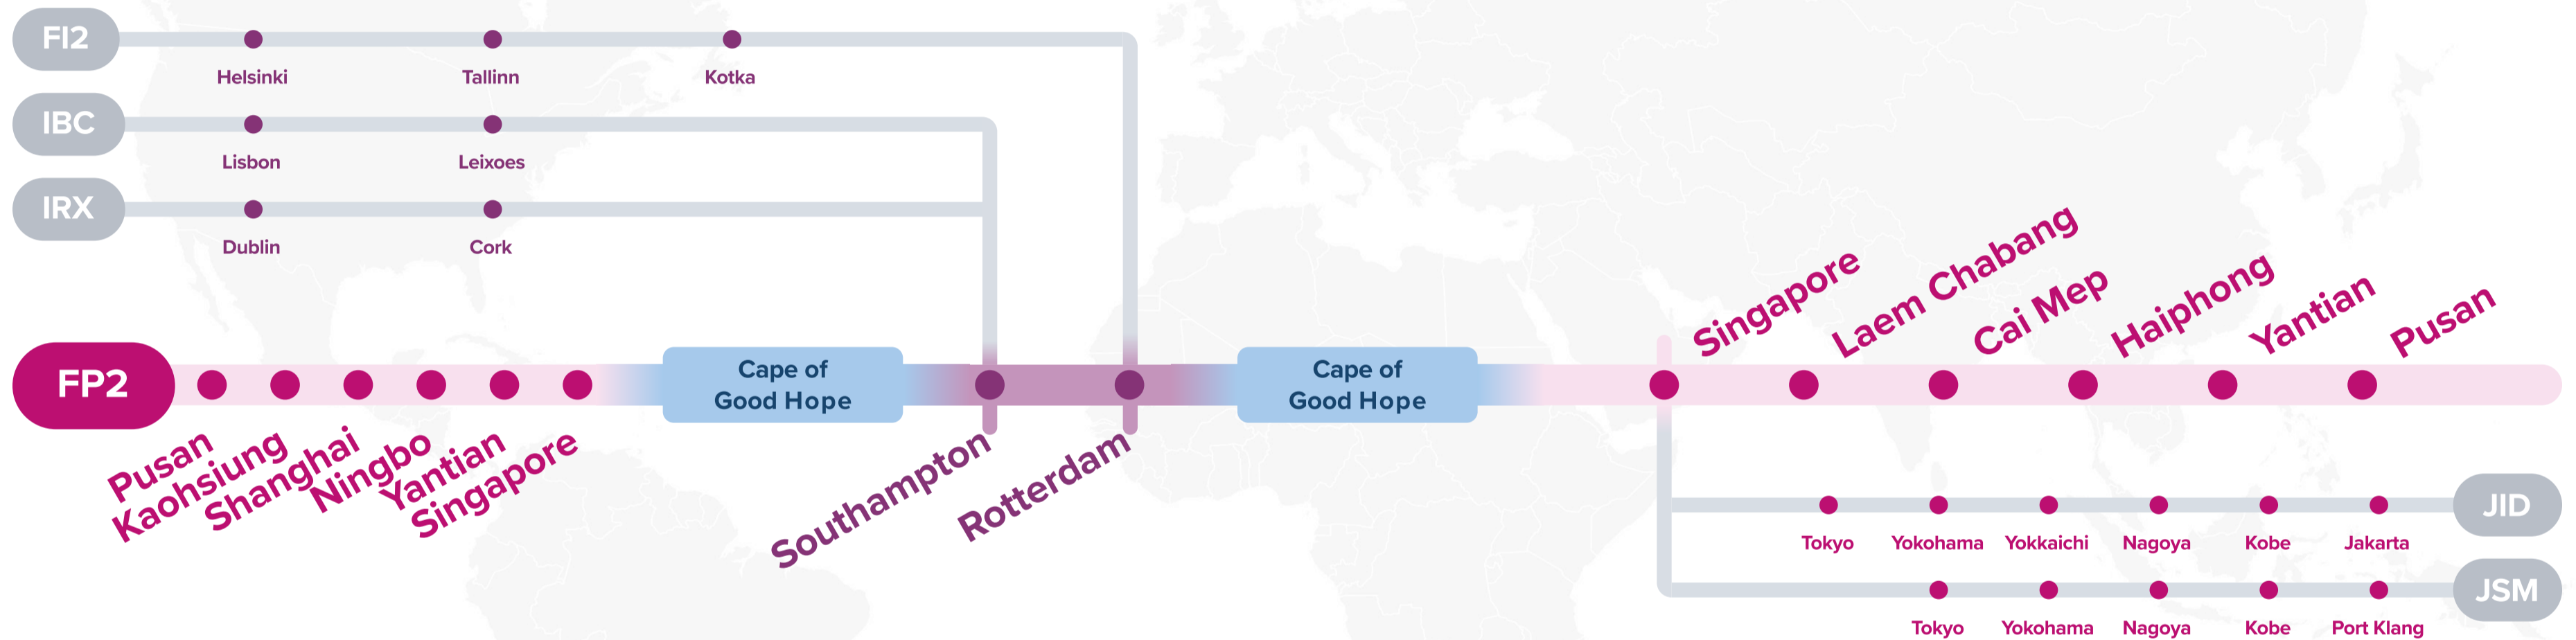 FI2
Helsinki
Tallinn
Kotka
IBC
Lisbon
Leixoes
IRX
Dublin
Cork
FP2
Pusan
Kaohsiung
Shanghai
Ningbo
Yantian
Singapore
Cape of
Good Hope
Southampton
Rotterdam
Cape of
Good Hope
Singapore
Laem Chabang
Cai Mep
Haiphong
Yantian
Pusan
Tokyo
Yokohama
Yokkaichi
Nagoya
Kobe
Jakarta
JID
Tokyo
Yokohama
Nagoya
Kobe
Port Klang
JSM